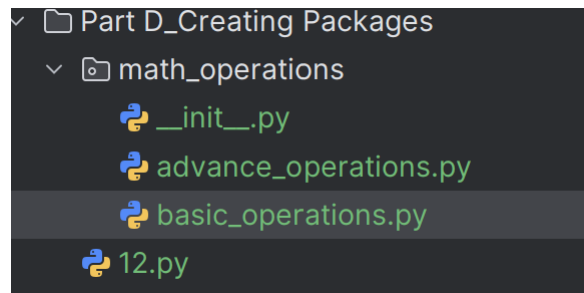 Part D_Creating Packages
math_operations
__init__.py
advance_operations.py
basic_operations.py
12.py